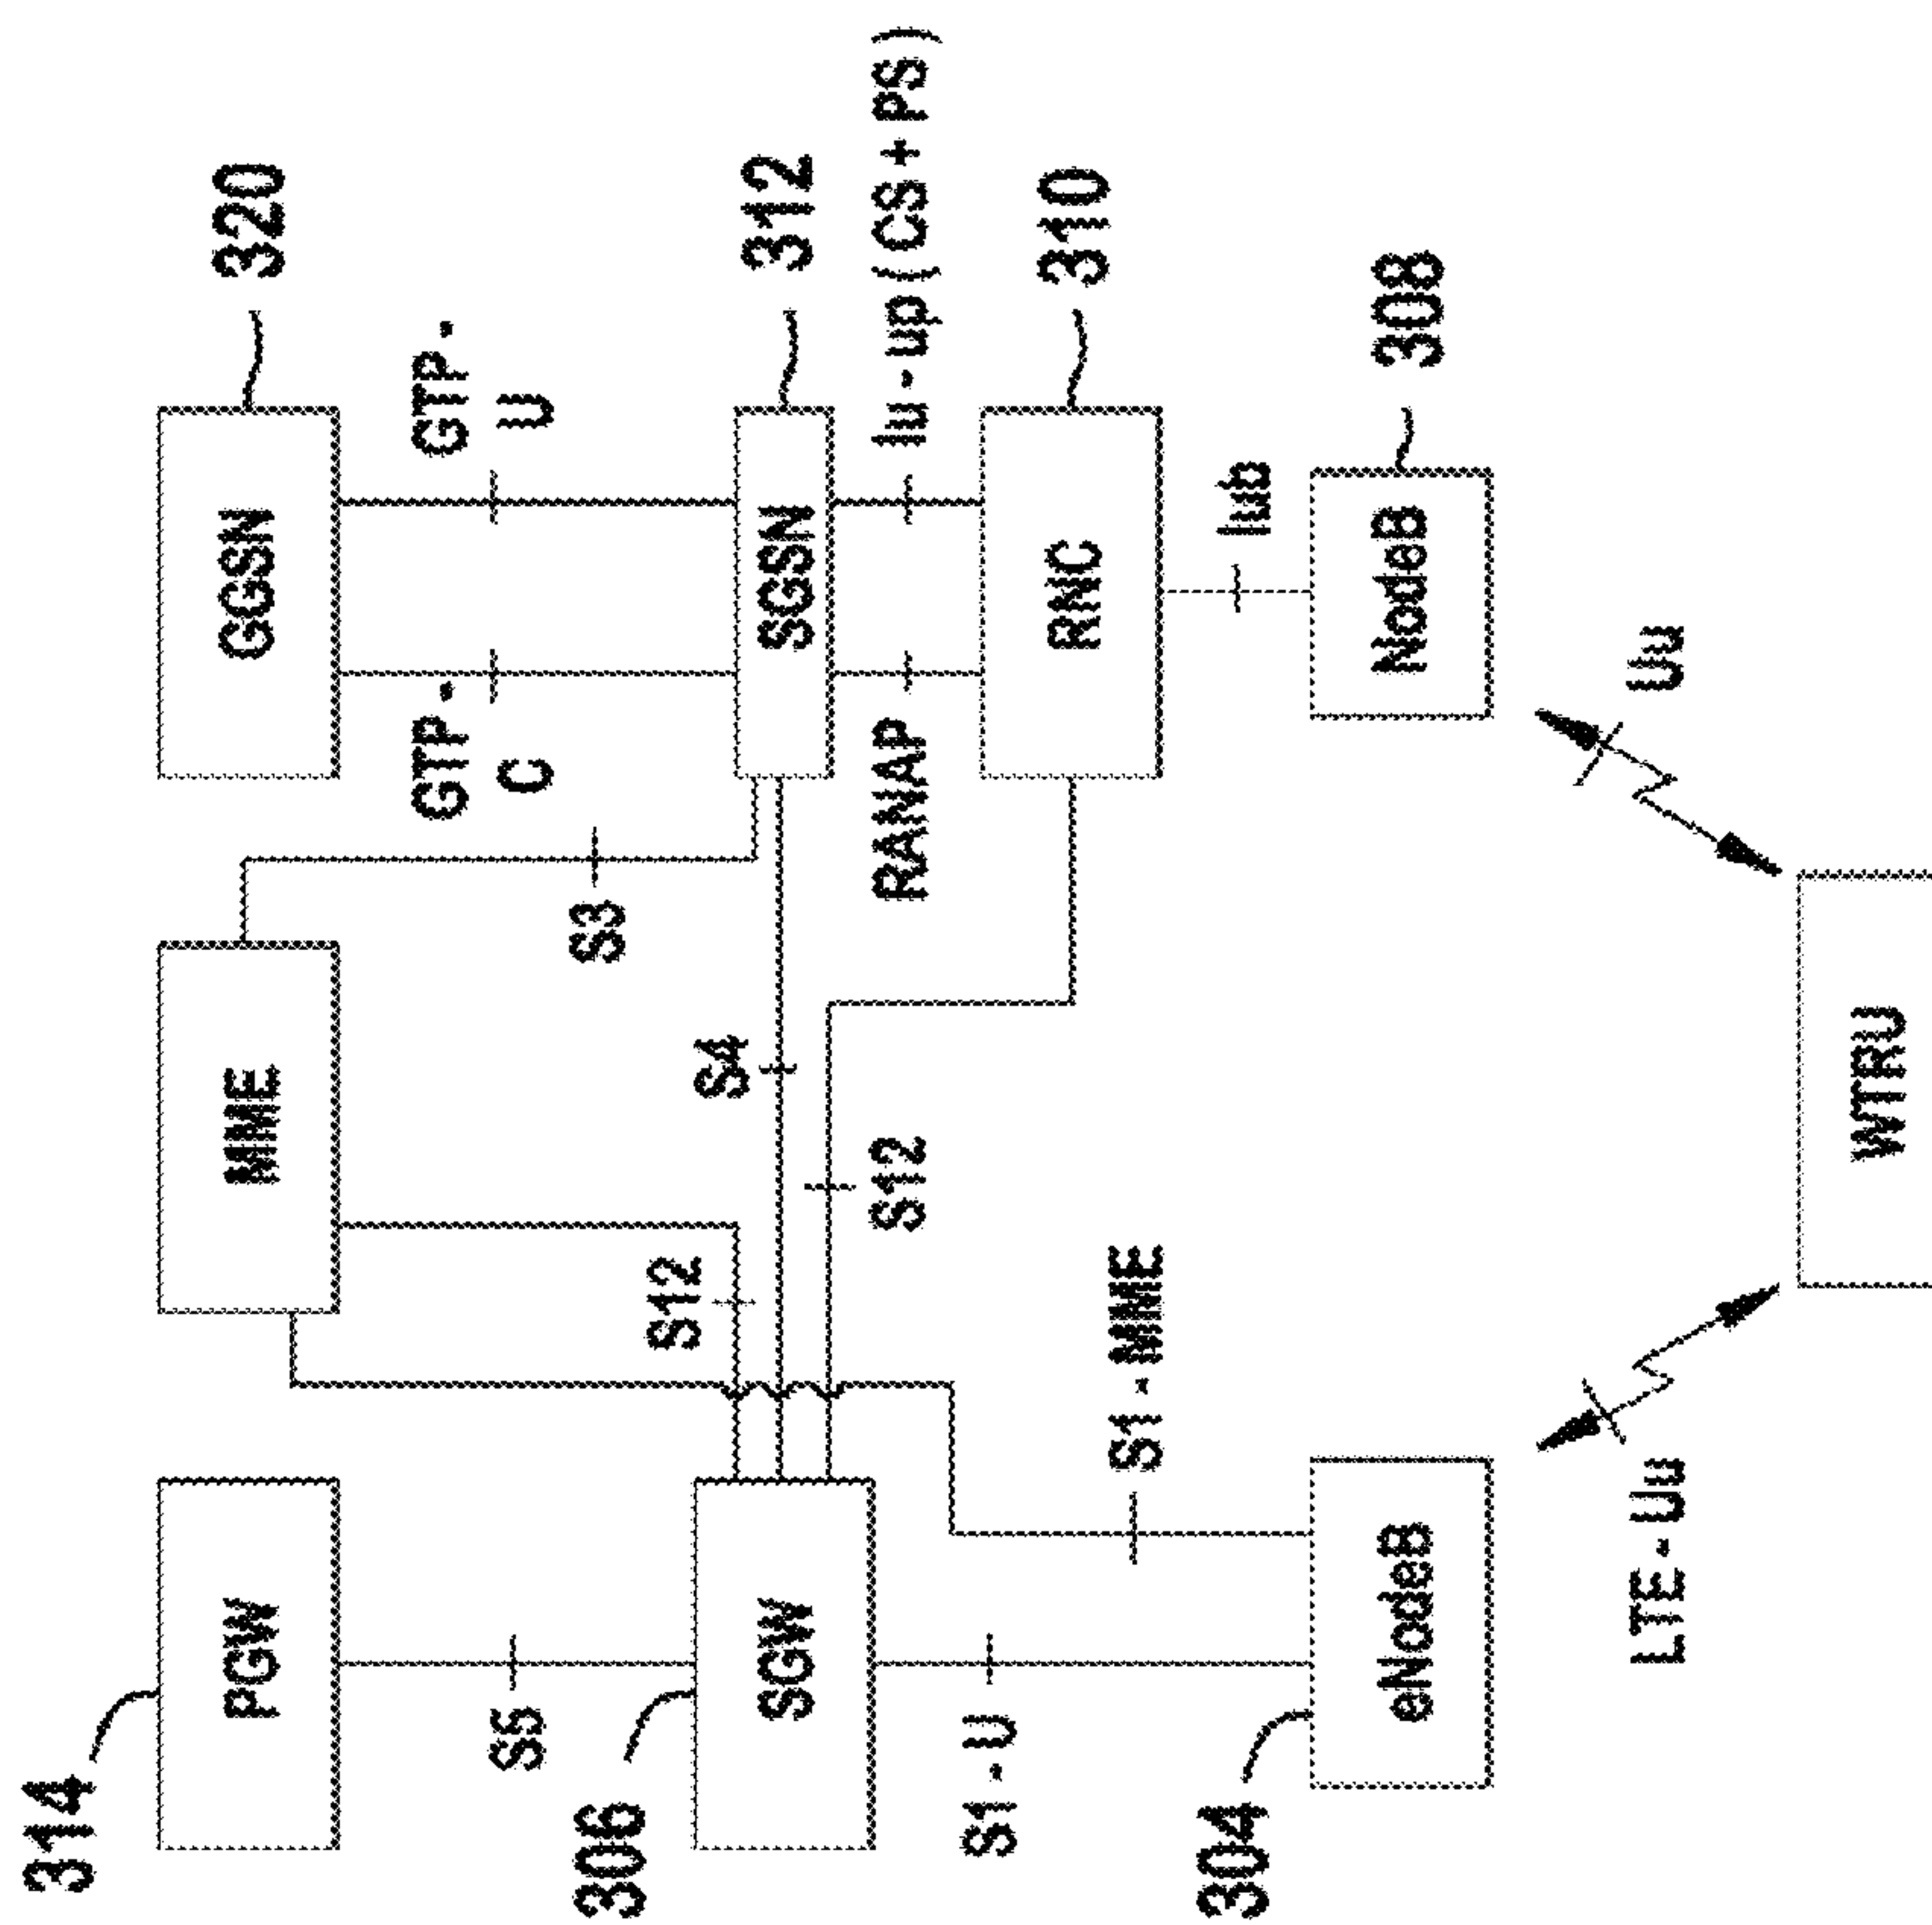 314
PGW
MME
GGSN
320
GTP -
C
GTP -
U
S5
S3
306
S12
S4
SGW
SGSN
312
S12
RANAP
Iu - up ( CS + PS )
S1 - U
RNC
310
S1 - MME
304
Iub
eNodeB
NodeB
308
LTE - Uu
Uu
WTRU